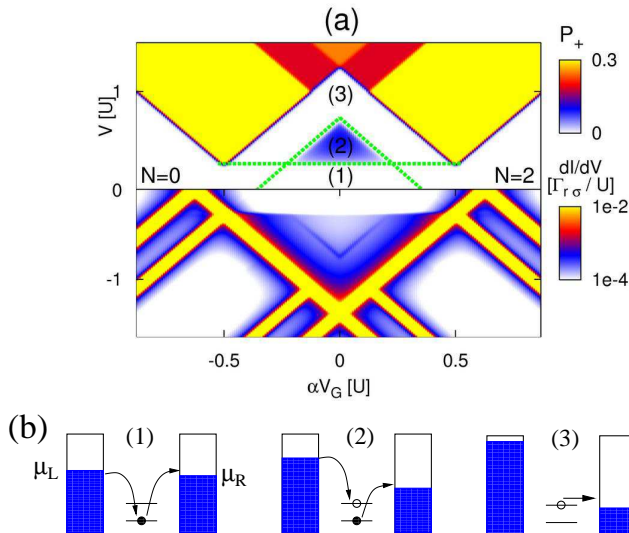 (a)
P+
0.3
0
V [U]
1
0
-1
(3)
(2)
(1)
N=0
N=2
dI/dV
[Γrσ / U]
1e-2
1e-4
-0.5
0
0.5
αVG [U]
(b)
(1)
(2)
(3)
μL
μR